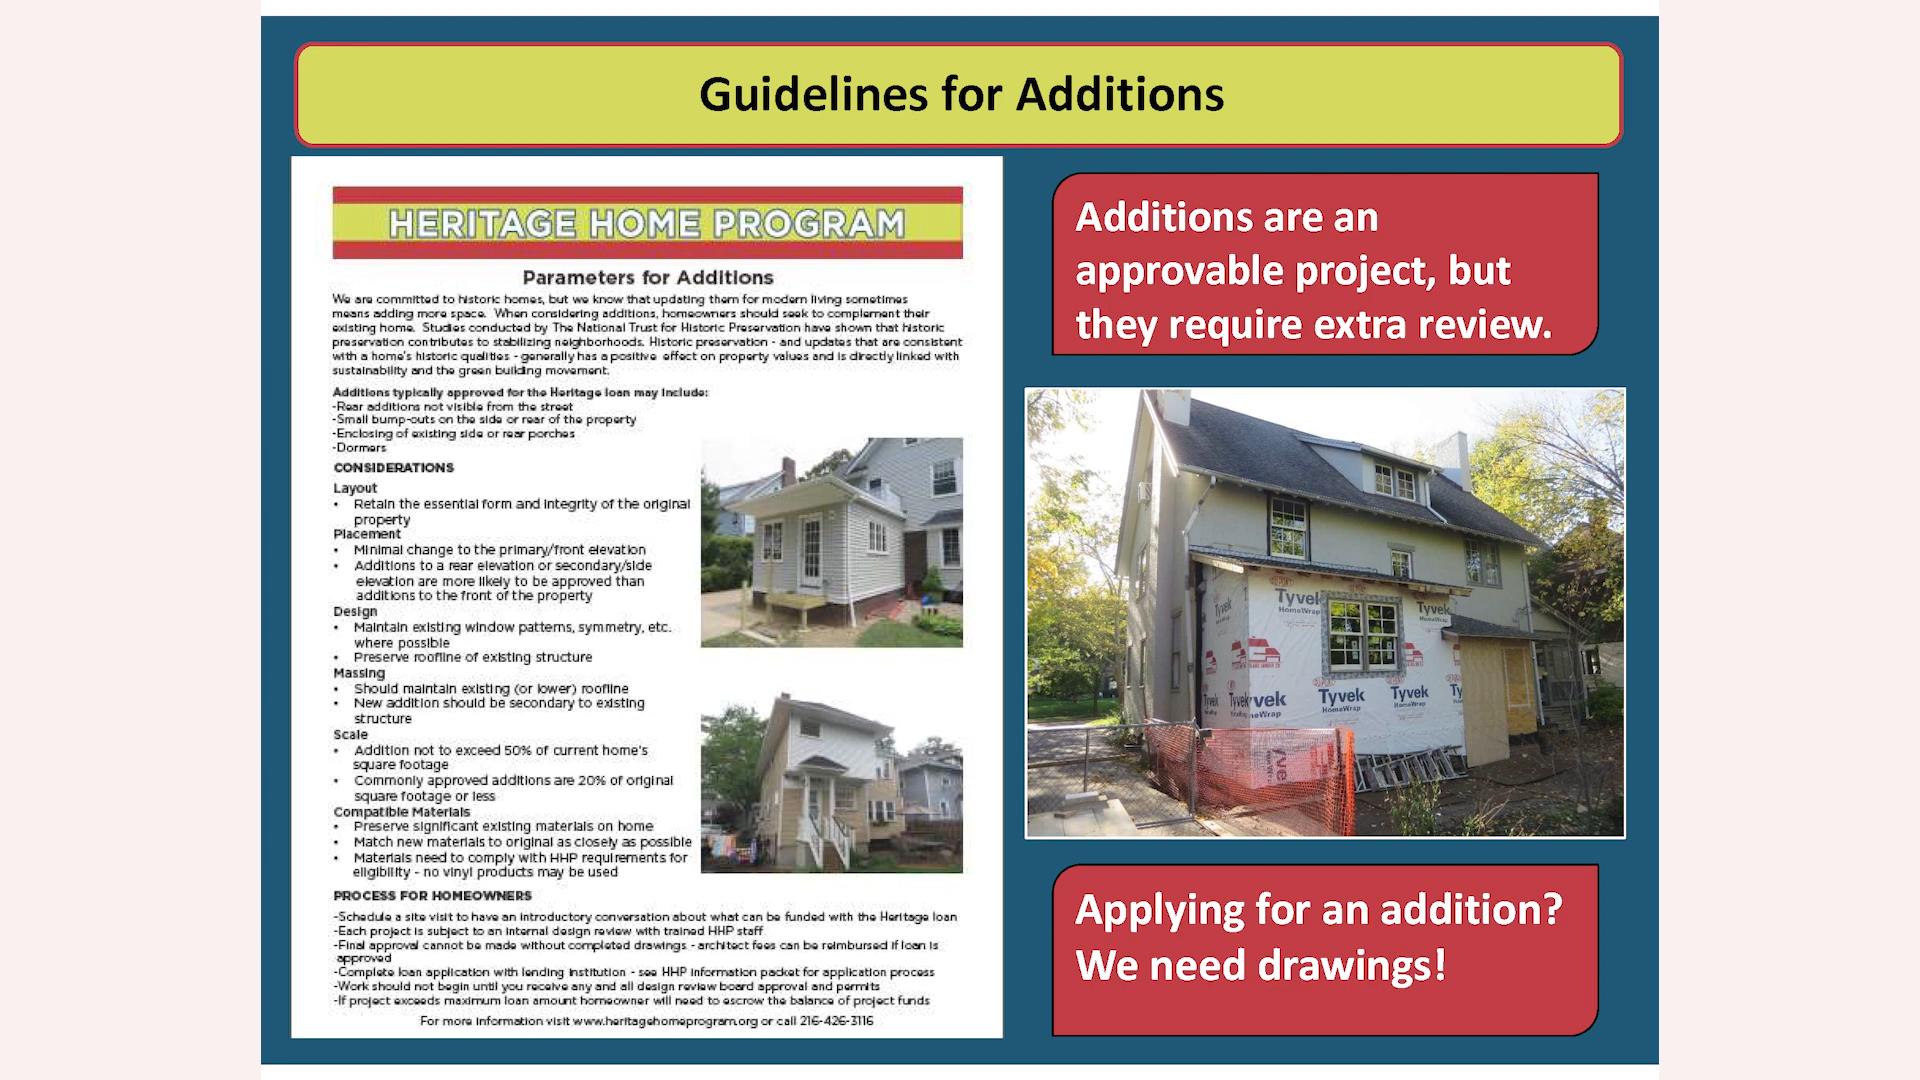 Guidelines for Additions
HERITAGE HOME PROGRAM
Parameters for Additions
We are committed to historic homes, but we know that updating them for modern living sometimes
means adding more space. When considering additions, homeowners should seek to complement their
existing home. Studies conducted by The National Trust for Historic Preservation have shown that historic
preservation contributes to stabilizing neighborhoods. Historic preservation - and updates that are consistent
with a home's historic qualities - generally has a positive effect on property values and is directly linked with
sustainability and the green building movement.
Additions typically approved for the Heritage loan may include:
-Rear additions not visible from the street
-Small bump-outs on the side or rear of the property
-Enclosing of existing side or rear porches
-Dormers
CONSIDERATIONS
Layout
• Retain the essential form and integrity of the original
property
Placement
• Minimal change to the primary/front elevation
• Additions to a rear elevation or secondary/side
elevation are more likely to be approved than
additions to the front of the property
Design
• Maintain existing window patterns, symmetry, etc.
where possible
• Preserve roofline of existing structure
Massing
• Should maintain existing (or lower) roofline
• New addition should be secondary to existing
structure
Scale
• Addition not to exceed 50% of current home's
square footage
• Commonly approved additions are 20% of original
square footage or less
Compatible Materials
• Preserve significant existing materials on home
• Match new materials to original as closely as possible
• Materials need to comply with HHP requirements for
eligibility - no vinyl products may be used
PROCESS FOR HOMEOWNERS
-Schedule a site visit to have an introductory conversation about what can be funded with the Heritage loan
-Each project is subject to an internal design review with trained HHP staff
-Final approval cannot be made without completed drawings - architect fees can be reimbursed if loan is
approved
-Complete loan application with lending institution - see HHP information packet for application process
-Work should not begin until you receive any and all design review board approval and permits
-If project exceeds maximum loan amount homeowner will need to escrow the balance of project funds
For more information visit www.heritagehomeprogram.org or call 216-426-3116
Additions are an
approvable project, but
they require extra review.
Tyvek
HomeWrap
Tyvek
Tyvek
HomeWrap
Tyvek
Tyvek
HomeWrap
Tyvek
HomeWrap
Applying for an addition?
We need drawings!